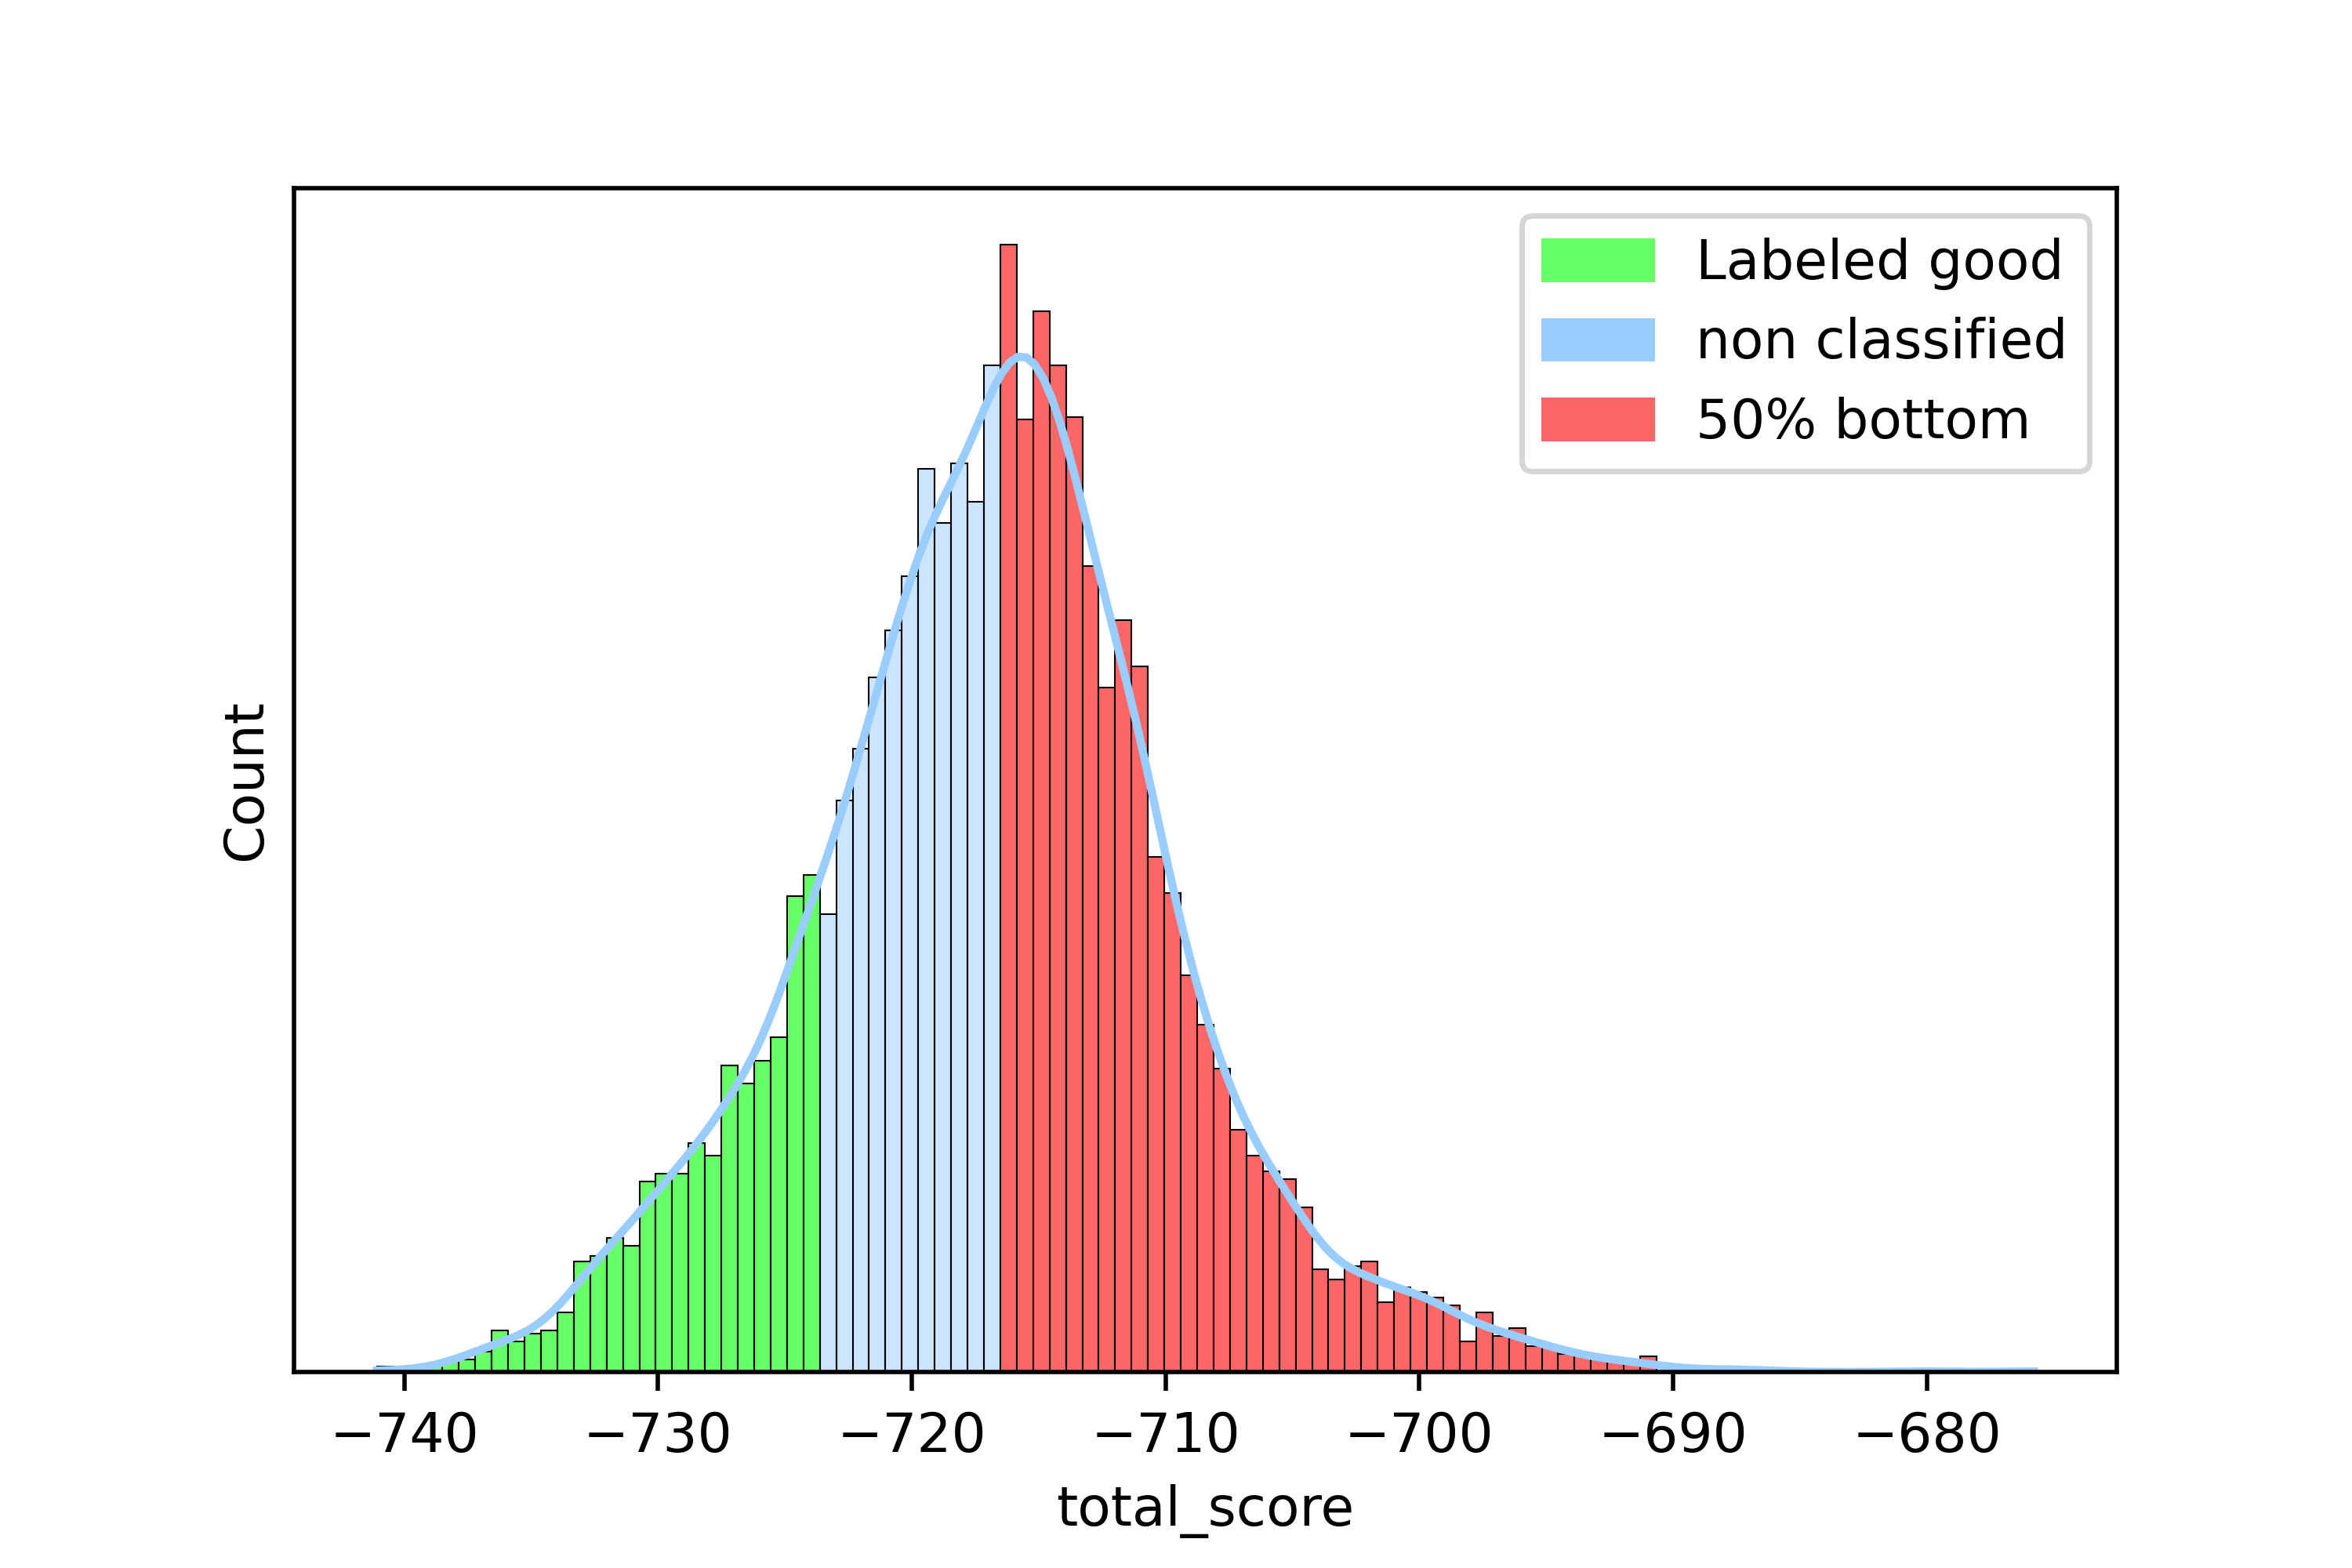 Labeled good
non classified
50% bottom
Count
−740 −730 −720 −710 −700 −690 −680
total_score